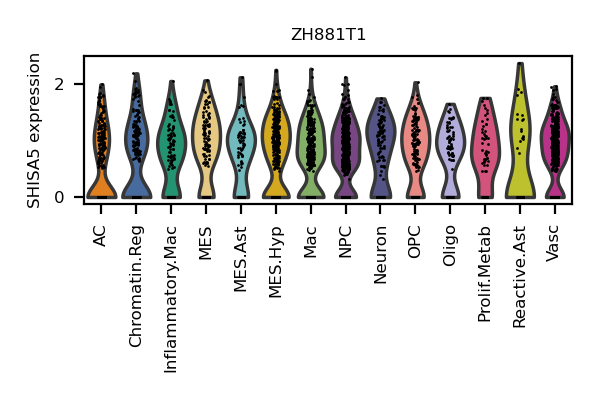 ZH881T1
SHISA5 expression
2
0
AC
Chromatin.Reg
Inflammatory.Mac
MES
MES.Ast
MES.Hyp
Mac
NPC
Neuron
OPC
Oligo
Prolif.Metab
Reactive.Ast
Vasc